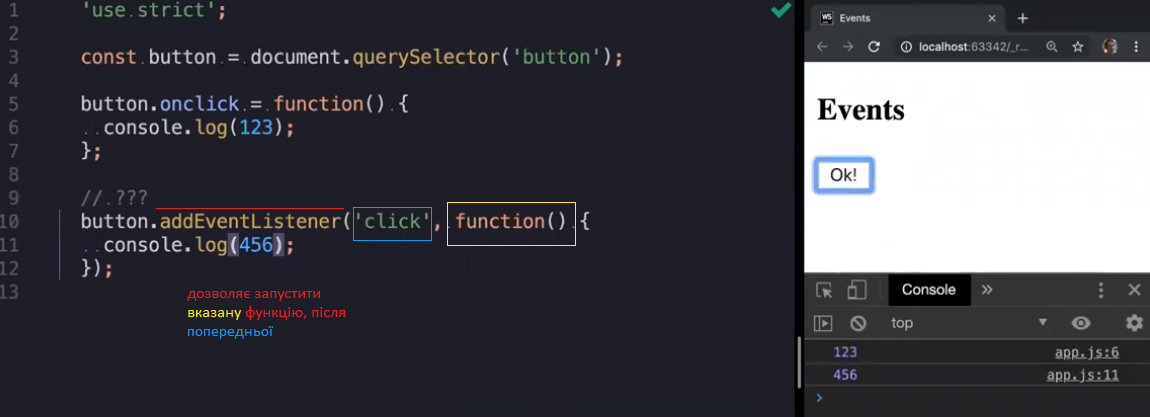 1 'use strict';
2
3 const button = document.querySelector('button');
4
5 button.onclick = function() {
6 console.log(123);
7 };
8
9 // ???
10 button.addEventListener('click', function() {
11 console.log(456);
12 });
13
дозволяє запустити
вказану функцію, після
попередньої
WS Events × +
localhost:63342/_r...
Events
Ok!
Console »
top
123 app.js:6
456 app.js:11